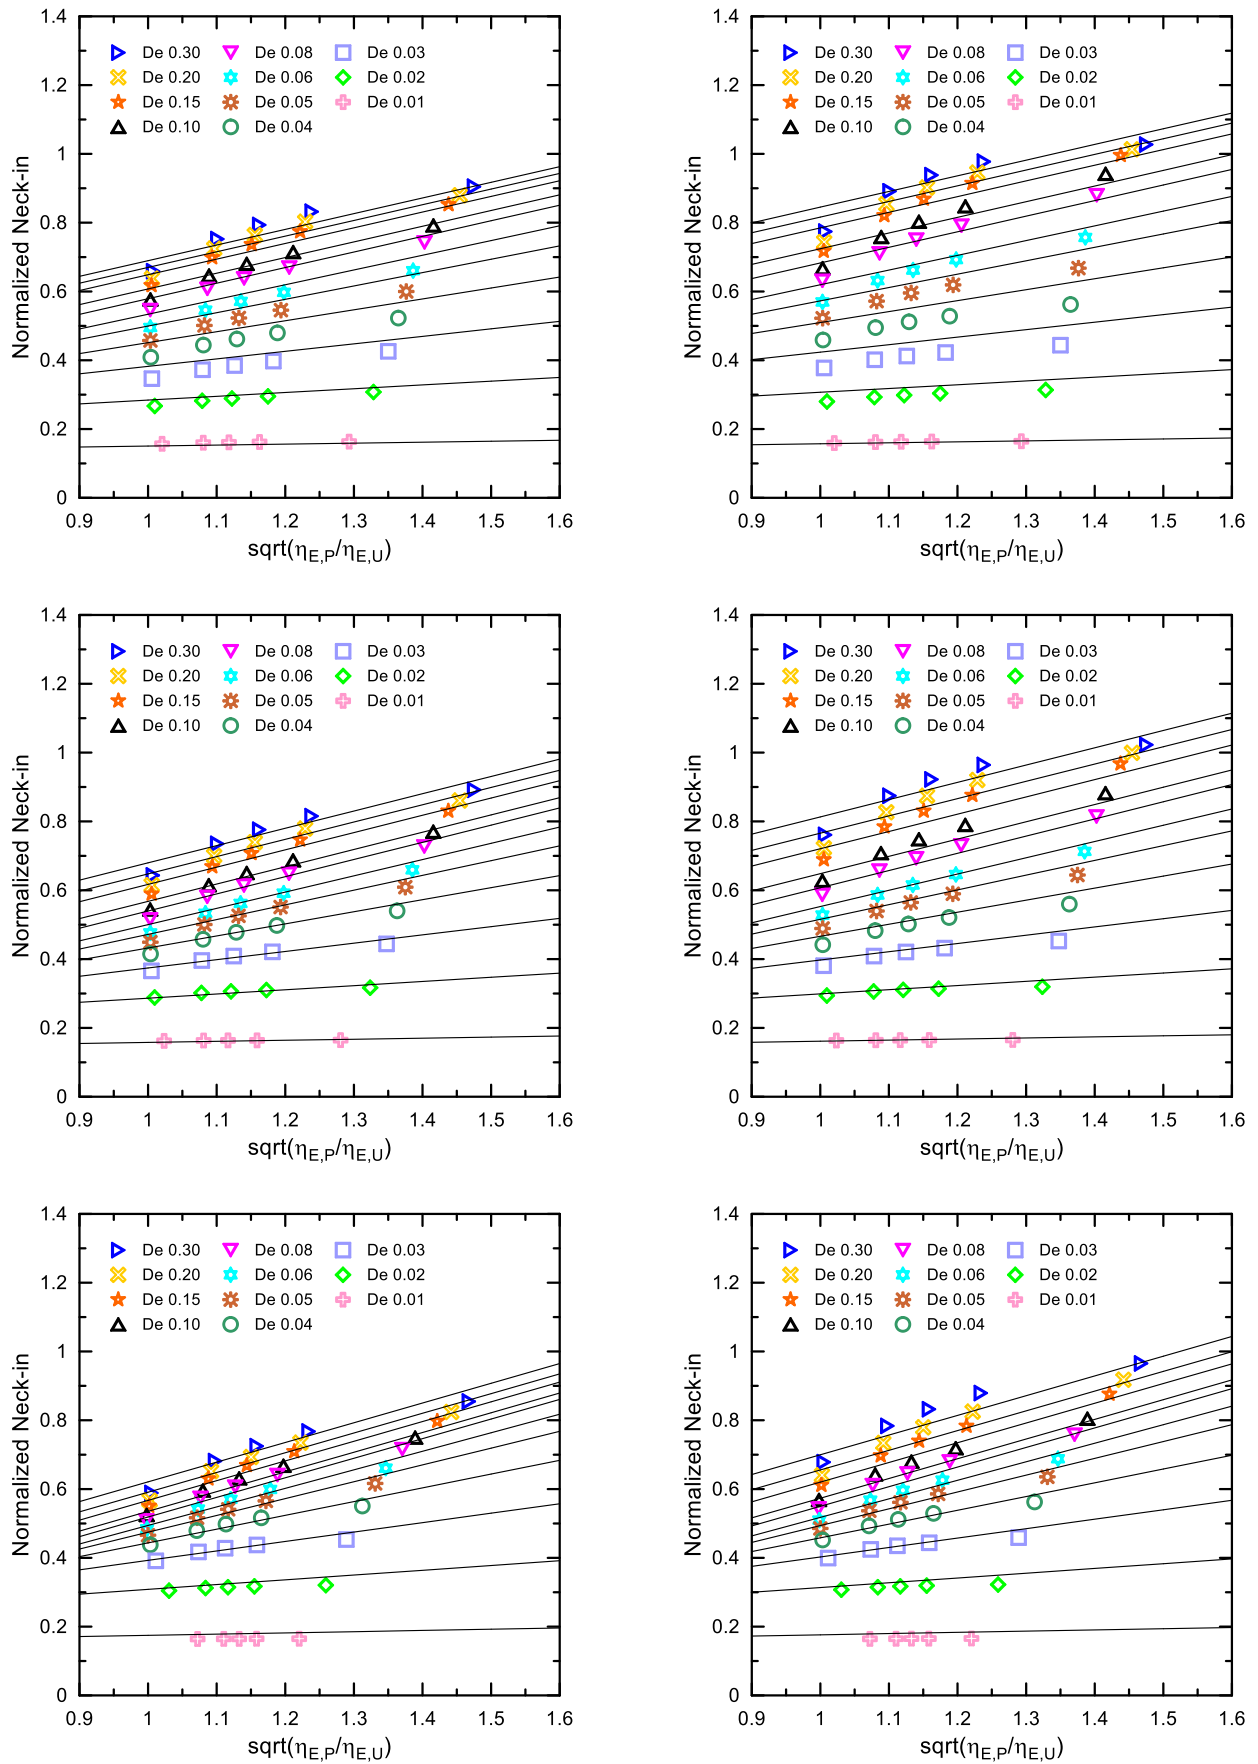 1.4
1.2
1
0.8
0.6
0.4
0.2
0
Normalized Neck-in
De 0.30 De 0.08 De 0.03
De 0.20 De 0.06 De 0.02
De 0.15 De 0.05 De 0.01
De 0.10 De 0.04
0.9 1 1.1 1.2 1.3 1.4 1.5 1.6
sqrt(ηE,P/ηE,U)
1.4
1.2
1
0.8
0.6
0.4
0.2
0
Normalized Neck-in
De 0.30 De 0.08 De 0.03
De 0.20 De 0.06 De 0.02
De 0.15 De 0.05 De 0.01
De 0.10 De 0.04
0.9 1 1.1 1.2 1.3 1.4 1.5 1.6
sqrt(ηE,P/ηE,U)
1.4
1.2
1
0.8
0.6
0.4
0.2
0
Normalized Neck-in
De 0.30 De 0.08 De 0.03
De 0.20 De 0.06 De 0.02
De 0.15 De 0.05 De 0.01
De 0.10 De 0.04
0.9 1 1.1 1.2 1.3 1.4 1.5 1.6
sqrt(ηE,P/ηE,U)
1.4
1.2
1
0.8
0.6
0.4
0.2
0
Normalized Neck-in
De 0.30 De 0.08 De 0.03
De 0.20 De 0.06 De 0.02
De 0.15 De 0.05 De 0.01
De 0.10 De 0.04
0.9 1 1.1 1.2 1.3 1.4 1.5 1.6
sqrt(ηE,P/ηE,U)
1.4
1.2
1
0.8
0.6
0.4
0.2
0
Normalized Neck-in
De 0.30 De 0.08 De 0.03
De 0.20 De 0.06 De 0.02
De 0.15 De 0.05 De 0.01
De 0.10 De 0.04
0.9 1 1.1 1.2 1.3 1.4 1.5 1.6
sqrt(ηE,P/ηE,U)
1.4
1.2
1
0.8
0.6
0.4
0.2
0
Normalized Neck-in
De 0.30 De 0.08 De 0.03
De 0.20 De 0.06 De 0.02
De 0.15 De 0.05 De 0.01
De 0.10 De 0.04
0.9 1 1.1 1.2 1.3 1.4 1.5 1.6
sqrt(ηE,P/ηE,U)